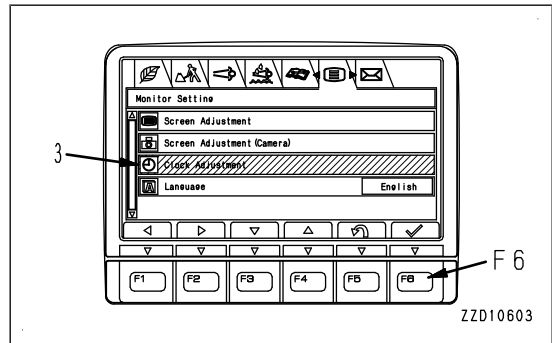 Monitor Setting
Screen Adjustment
Screen Adjustment (Camera)
3
Clock Adjustment
A Language English
F1 F2 F3 F4 F5 F6
F6
ZZD10603